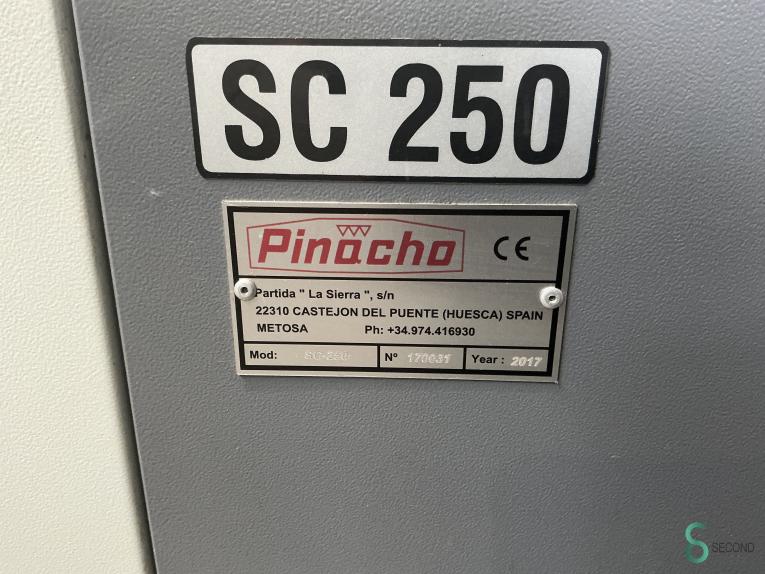 SC 250
Pinacho CE
Partida " La Sierra ", s/n
22310 CASTEJON DEL PUENTE (HUESCA) SPAIN
METOSA Ph: +34.974.416930
Mod: SC-250 Nº 170631 Year : 2017
SECOND